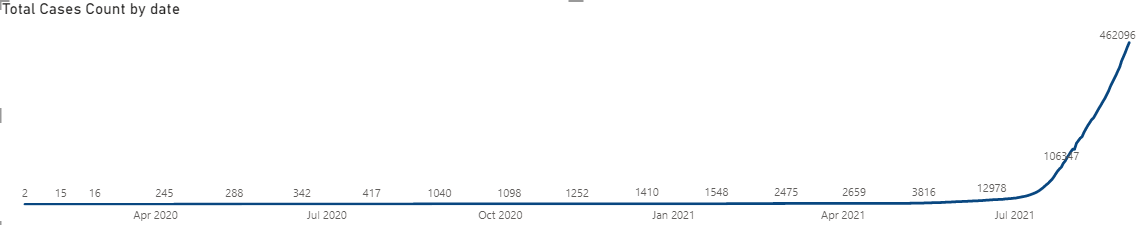 Total Cases Count by date
462096
106347
2 15 16 245 288 342 417 1040 1098 1252 1410 1548 2475 2659 3816 12978
Apr 2020 Jul 2020 Oct 2020 Jan 2021 Apr 2021 Jul 2021